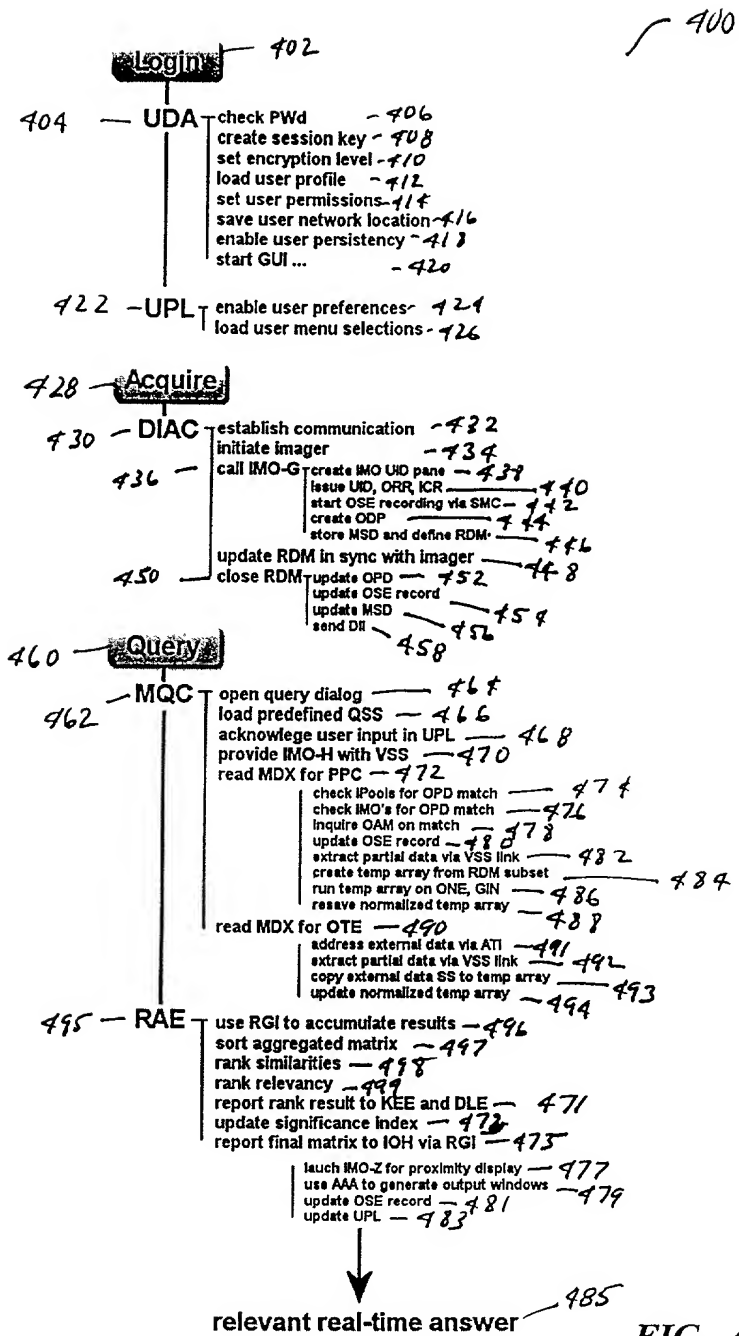 400
Login 402
404 UDA check PWd - 406
create session key - 408
set encryption level - 410
load user profile - 412
set user permissions - 414
save user network location - 416
enable user persistency - 418
start GUI ... - 420
422 - UPL enable user preferences - 424
load user menu selections - 426
428 Acquire
430 DIAC establish communication - 432
initiate imager - 434
436 call IMO-G create IMO UID pane - 438
issue UID, ORR, ICR 440
start OSE recording via SMC - 442
create ODP 444
store MSD and define RDM 446
update RDM in sync with imager 448
450 close RDM update OPD - 452
update OSE record 454
update MSD 456
send DII 458
460 Query
462 MQC open query dialog 464
load predefined QSS - 466
acknowlege user input in UPL - 468
provide IMO-H with VSS - 470
read MDX for PPC - 472
check IPools for OPD match - 474
check IMO's for OPD match - 476
inquire OAM on match - 478
update OSE record - 480
extract partial data via VSS link - 482
create temp array from RDM subset 484
run temp array on ONE, GIN - 486
resave normalized temp array 488
read MDX for OTE - 490
address external data via ATI - 491
extract partial data via VSS link - 492
copy external data SS to temp array 493
update normalized temp array 494
495 - RAE use RGI to accumulate results - 496
sort aggregated matrix - 497
rank similarities - 498
rank relevancy - 499
report rank result to KEE and DLE - 471
update significance index -
report final matrix to IOH via RGI - 475
lauch IMO-Z for proximity display - 477
use AAA to generate output windows 479
update OSE record - 481
update UPL - 483
relevant real-time answer 485
FIG.